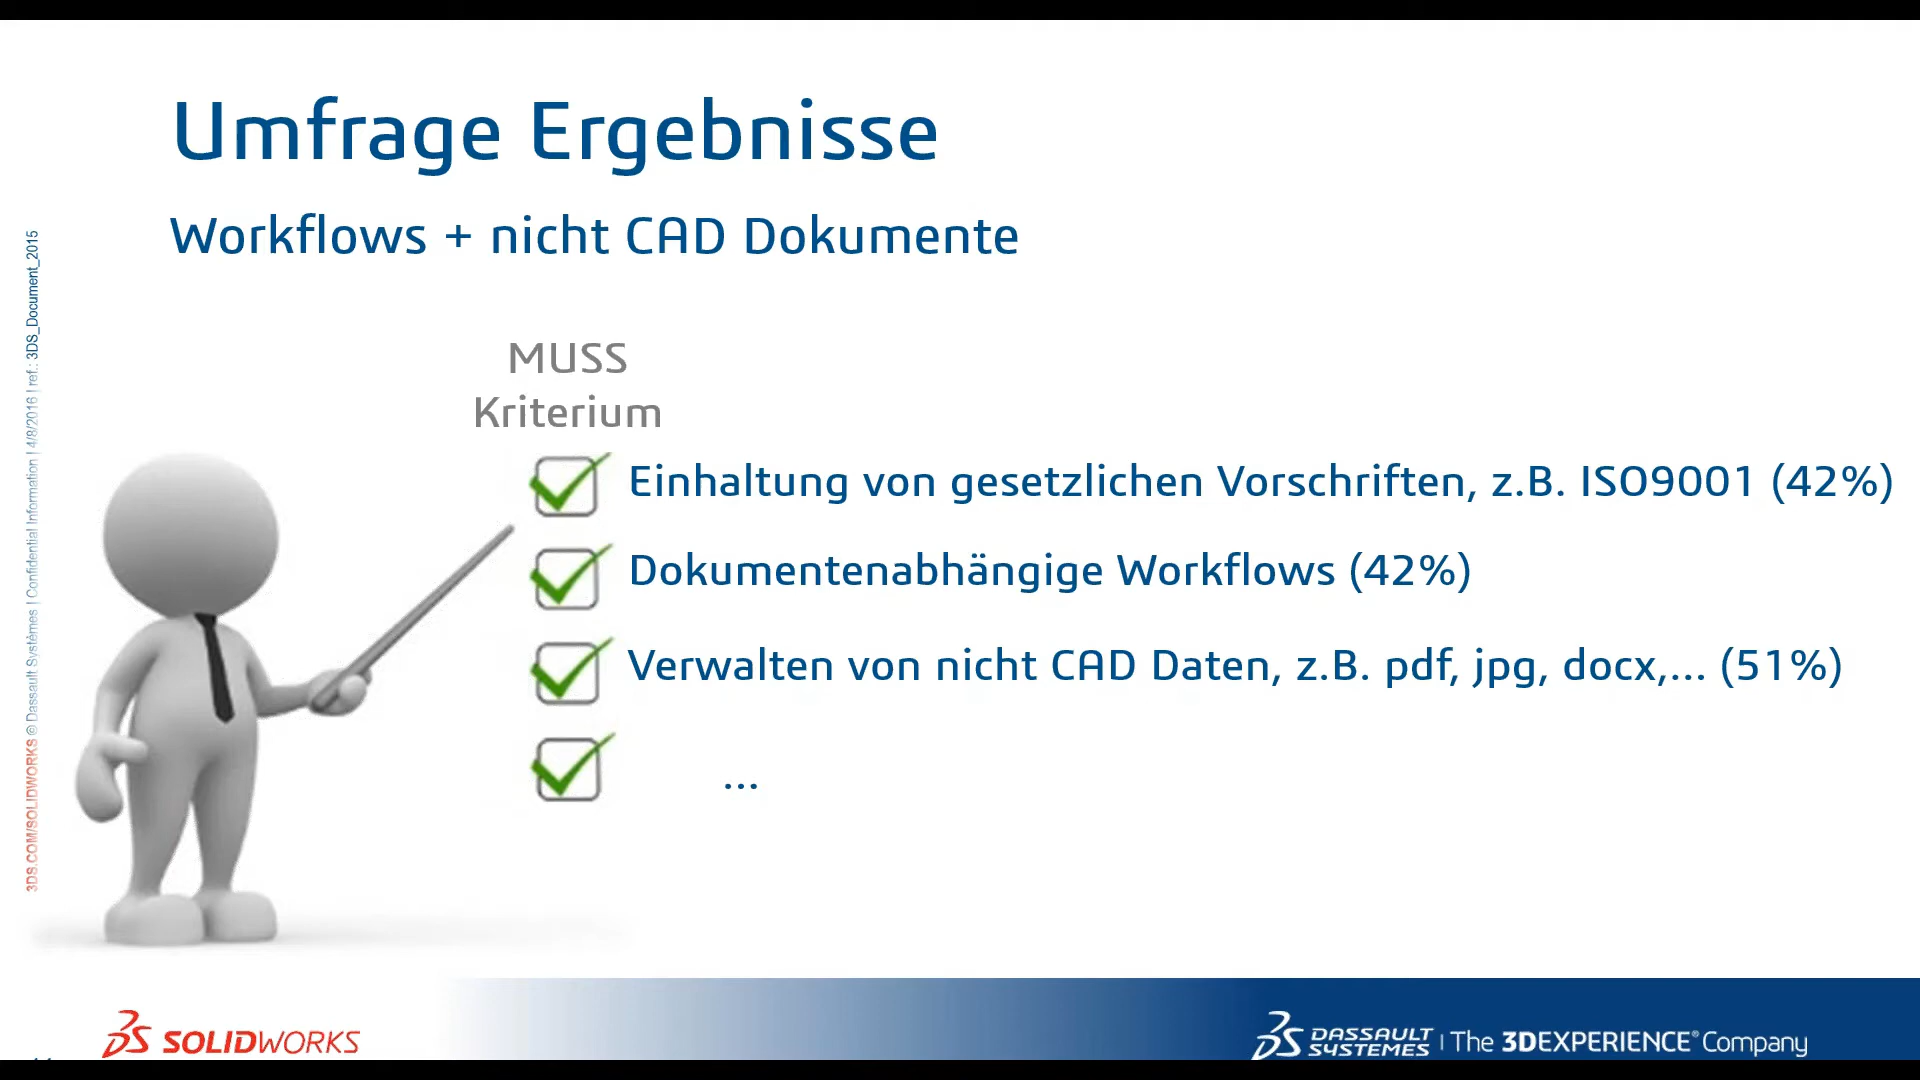 Umfrage Ergebnisse
Workflows + nicht CAD Dokumente
MUSS
Kriterium
Einhaltung von gesetzlichen Vorschriften, z.B. ISO9001 (42%)
Dokumentenabhängige Workflows (42%)
Verwalten von nicht CAD Daten, z.B. pdf, jpg, docx,... (51%)
...
3DS.COM/SOLIDWORKS © Dassault Systèmes | Confidential Information | 4/8/2016 | ref.: 3DS_Document_2015
SOLIDWORKS
DASSAULT SYSTEMES | The 3DEXPERIENCE® Company